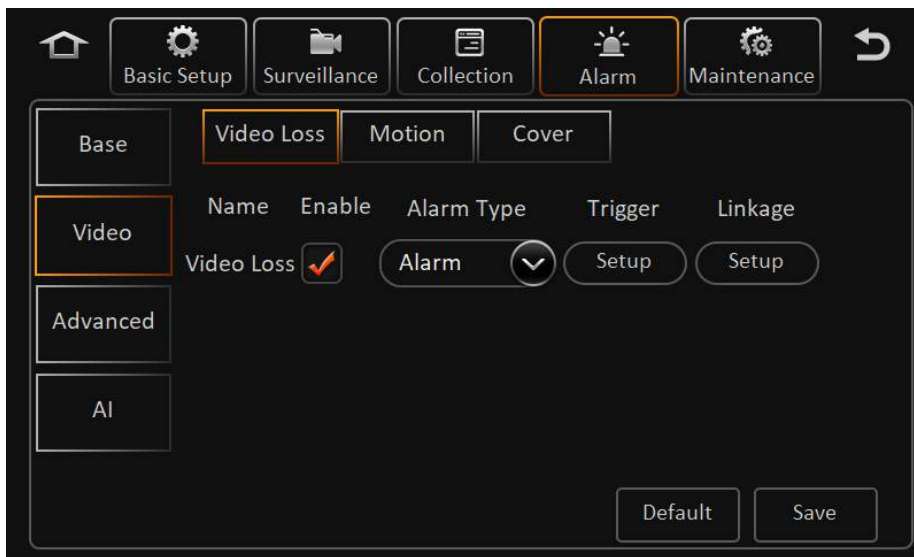 Basic Setup Surveillance Collection Alarm Maintenance
Base Video Loss Motion Cover
Name Enable Alarm Type Trigger Linkage
Video
Video Loss Alarm Setup Setup
Advanced
AI
Default Save